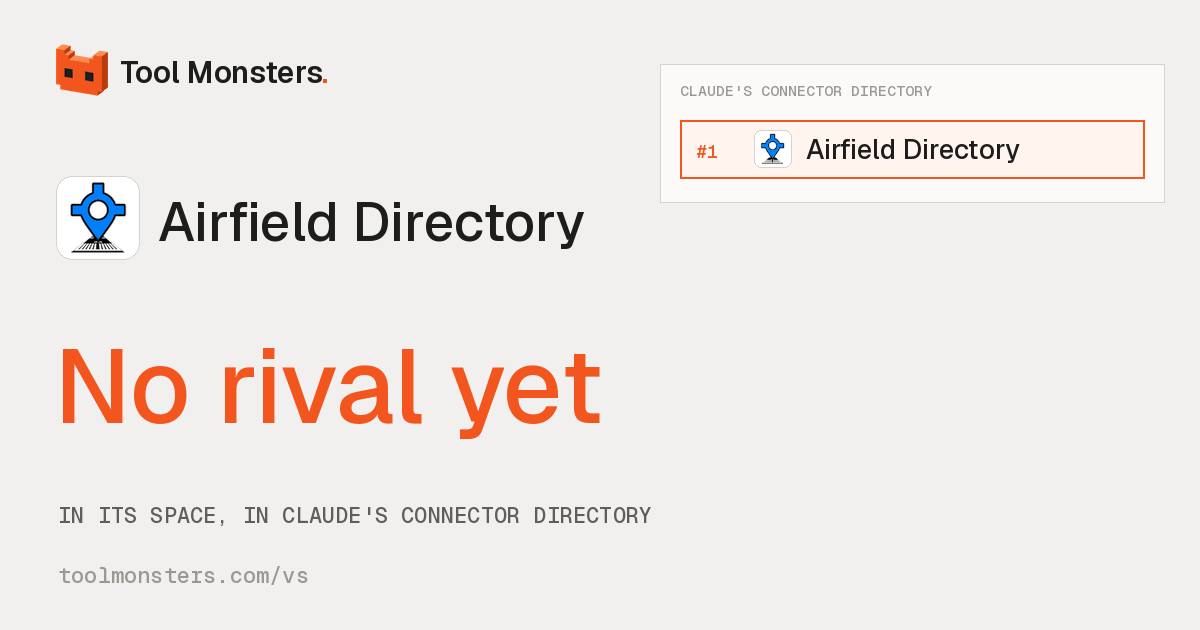 Tool Monsters.
Airfield Directory
No rival yet
IN ITS SPACE, IN CLAUDE'S CONNECTOR DIRECTORY
toolmonsters.com/vs
CLAUDE'S CONNECTOR DIRECTORY
#1 Airfield Directory